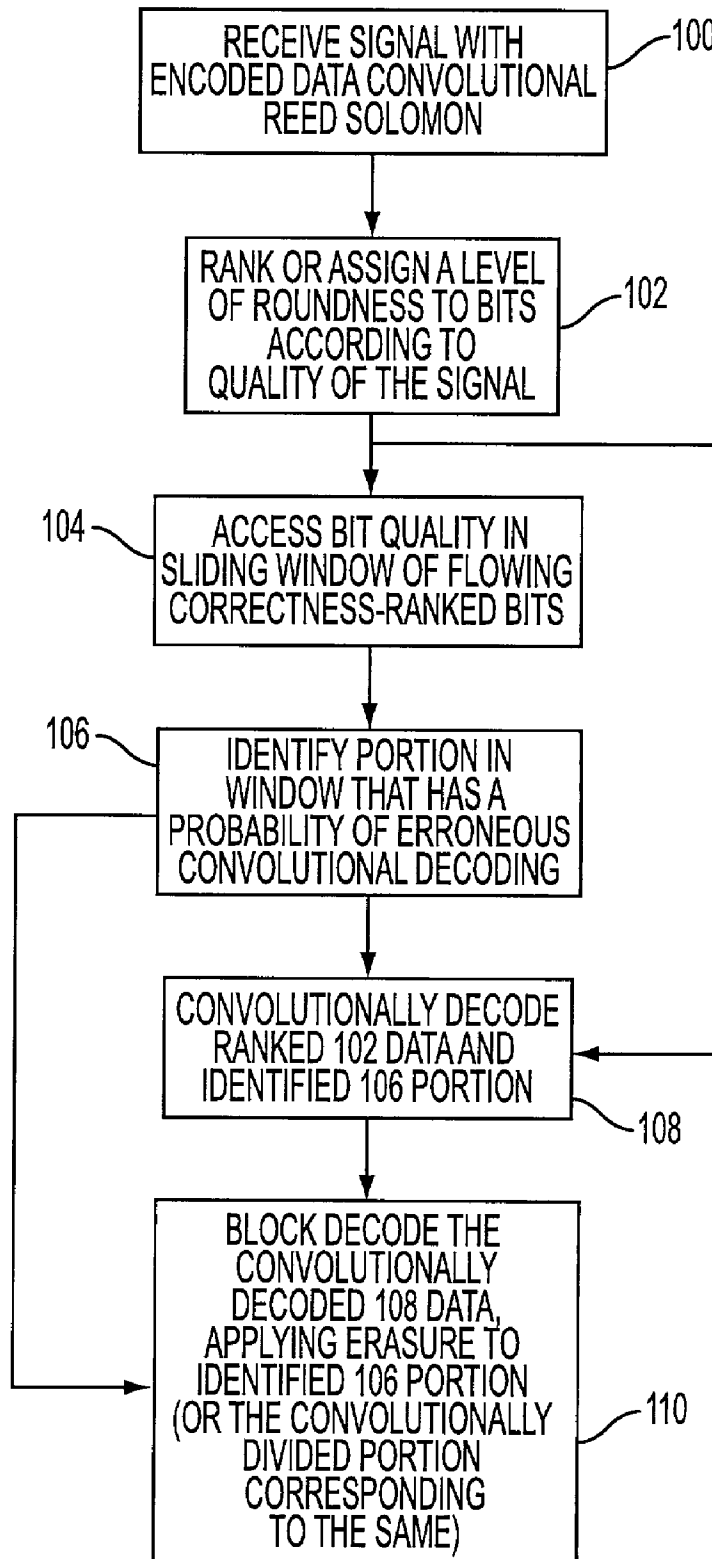 RECEIVE SIGNAL WITH
ENCODED DATA CONVOLUTIONAL
REED SOLOMON
100
RANK OR ASSIGN A LEVEL
OF ROUNDNESS TO BITS
ACCORDING TO
QUALITY OF THE SIGNAL
102
104
ACCESS BIT QUALITY IN
SLIDING WINDOW OF FLOWING
CORRECTNESS-RANKED BITS
106
IDENTIFY PORTION IN
WINDOW THAT HAS A
PROBABILITY OF ERRONEOUS
CONVOLUTIONAL DECODING
CONVOLUTIONALLY DECODE
RANKED 102 DATA AND
IDENTIFIED 106 PORTION
108
BLOCK DECODE THE
CONVOLUTIONALLY
DECODED 108 DATA,
APPLYING ERASURE TO
IDENTIFIED 106 PORTION
(OR THE CONVOLUTIONALLY
DIVIDED PORTION
CORRESPONDING
TO THE SAME)
110